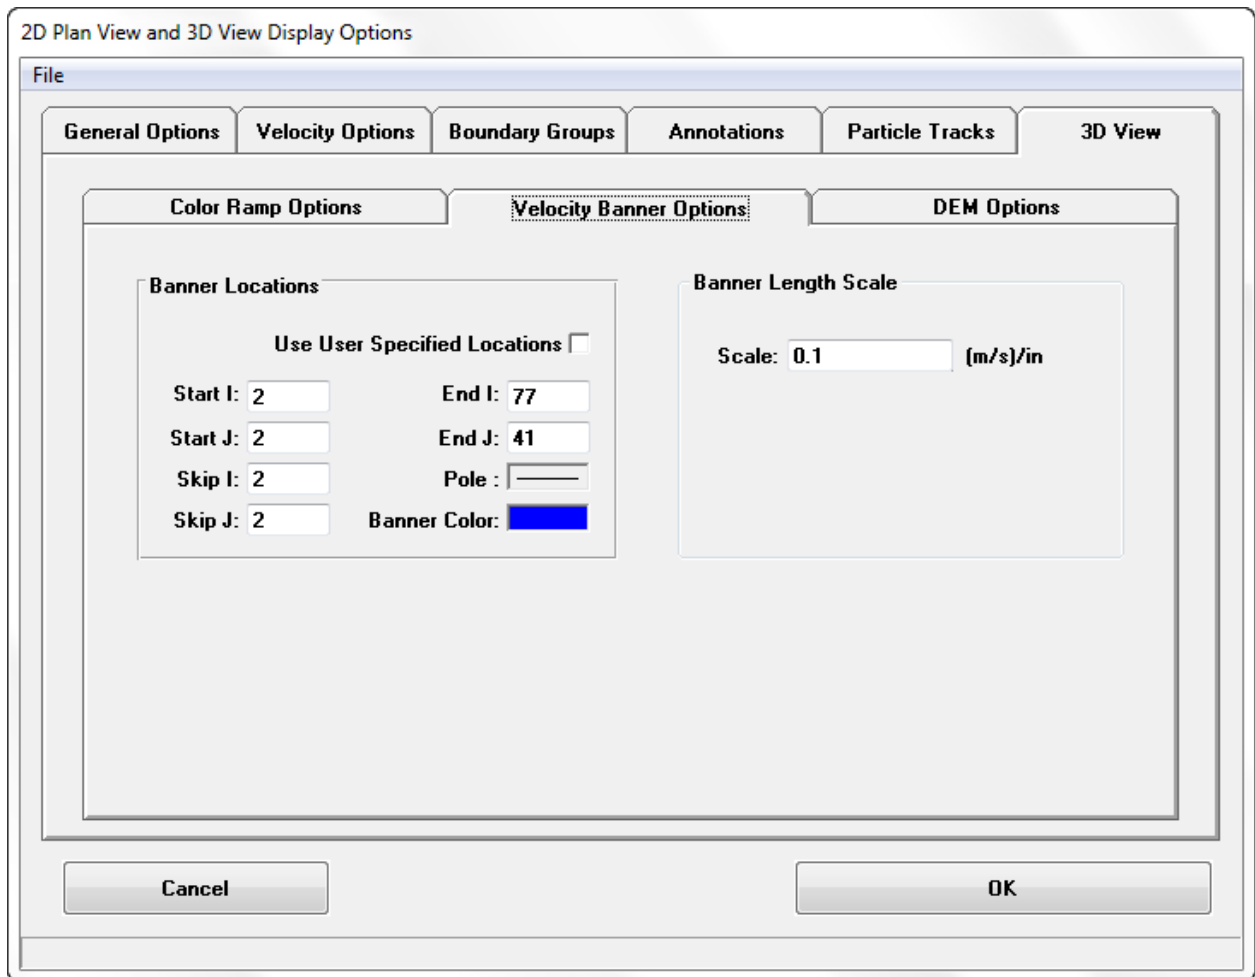 2D Plan View and 3D View Display Options
File
General Options Velocity Options Boundary Groups Annotations Particle Tracks 3D View
Color Ramp Options Velocity Banner Options DEM Options
Banner Locations
Use User Specified Locations
Start I: 2 End I: 77
Start J: 2 End J: 41
Skip I: 2 Pole :
Skip J: 2 Banner Color:
Banner Length Scale
Scale: 0.1 (m/s)/in
Cancel OK